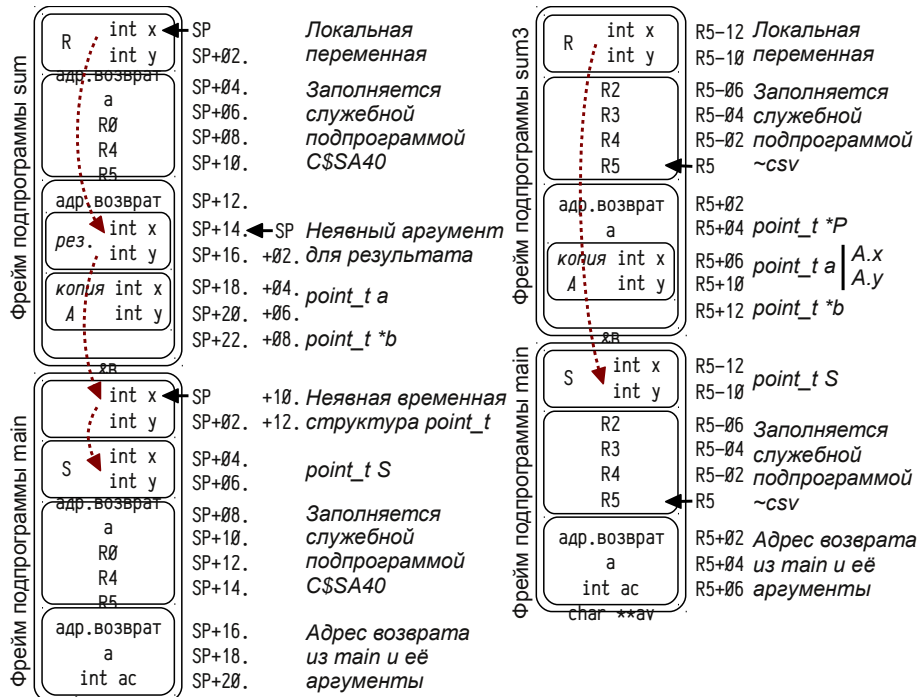 Фрейм подпрограммы sum
R int x SP Локальная
int y SP+02. переменная
адр.возврат SP+04. Заполняется
а SP+06. служебной
R0 SP+08. подпрограммой
R4 SP+10. C$SA40
R5
адр.возврат SP+12.
рез. int x SP+14. SP Неявный аргумент
int y SP+16. +02. для результата
копия int x SP+18. +04. point_t a
A int y SP+20. +06.
SP+22. +08. point_t *b
&B
Фрейм подпрограммы main
int x SP +10. Неявная временная
int y SP+02. +12. структура point_t
S int x SP+04. point_t S
int y SP+06.
адр.возврат SP+08. Заполняется
а SP+10. служебной
R0 SP+12. подпрограммой
R4 SP+14. C$SA40
R5
адр.возврат SP+16. Адрес возврата
а SP+18. из main и её
int ac SP+20. аргументы
Фрейм подпрограммы sum3
R int x R5-12 Локальная
int y R5-10 переменная
R2 R5-06 Заполняется
R3 R5-04 служебной
R4 R5-02 подпрограммой
R5 R5 ~csv
адр.возврат R5+02
а R5+04 point_t *P
копия int x R5+06 point_t a A.x
A int y R5+10 A.y
R5+12 point_t *b
&B
Фрейм подпрограммы main
S int x R5-12 point_t S
int y R5-10
R2 R5-06 Заполняется
R3 R5-04 служебной
R4 R5-02 подпрограммой
R5 R5 ~csv
адр.возврат R5+02 Адрес возврата
а R5+04 из main и её
int ac R5+06 аргументы
char **av